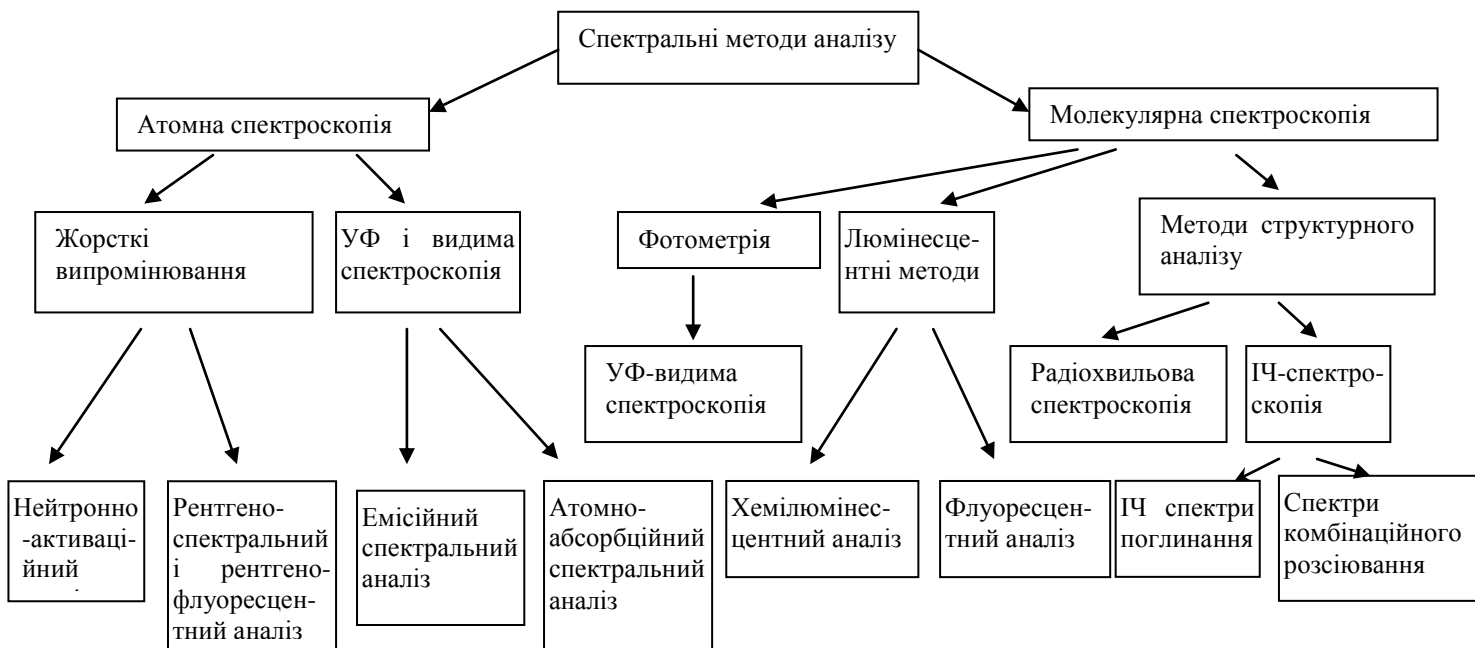 Спектральні методи аналізу
Атомна спектроскопія
Молекулярна спектроскопія
Жорсткі
випромінювання
УФ і видима
спектроскопія
Фотометрія
Люмінесце-
нтні методи
Методи структурного
аналізу
УФ-видима
спектроскопія
Радіохвильова
спектроскопія
ІЧ-спектро-
скопія
Нейтронно
-активаці-
йний
Рентгено-
спектральний
і рентгено-
флуоресцен-
тний аналіз
Емісійний
спектральний
аналіз
Атомно-
абсорбційний
спектральний
аналіз
Хемілюмінес-
центний аналіз
Флуоресцен-
тний аналіз
ІЧ спектри
поглинання
Спектри
комбінаційного
розсіювання